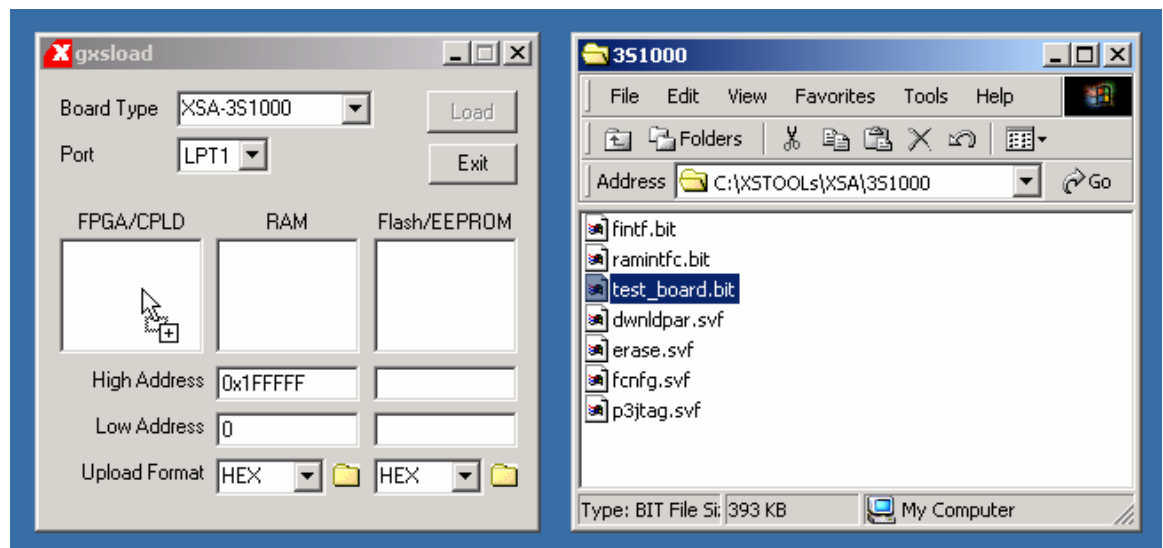 gxsload
Board Type XSA-3S1000 Load
Port LPT1 Exit
FPGA/CPLD RAM Flash/EEPROM
High Address 0x1FFFFF
Low Address 0
Upload Format HEX HEX
3S1000
File Edit View Favorites Tools Help
Folders
Address C:\XSTOOLs\XSA\3S1000 Go
fintf.bit
ramintfc.bit
test_board.bit
dwnldpar.svf
erase.svf
fcnfg.svf
p3jtag.svf
Type: BIT File Si: 393 KB My Computer